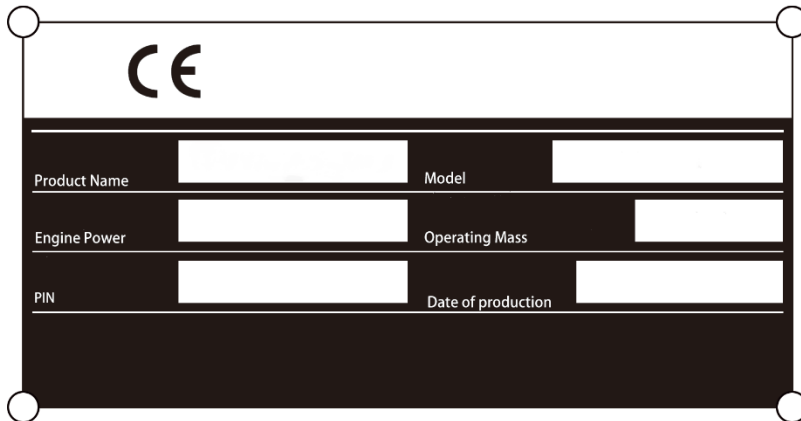 CE
Product Name
Model
Engine Power
Operating Mass
PIN
Date of production